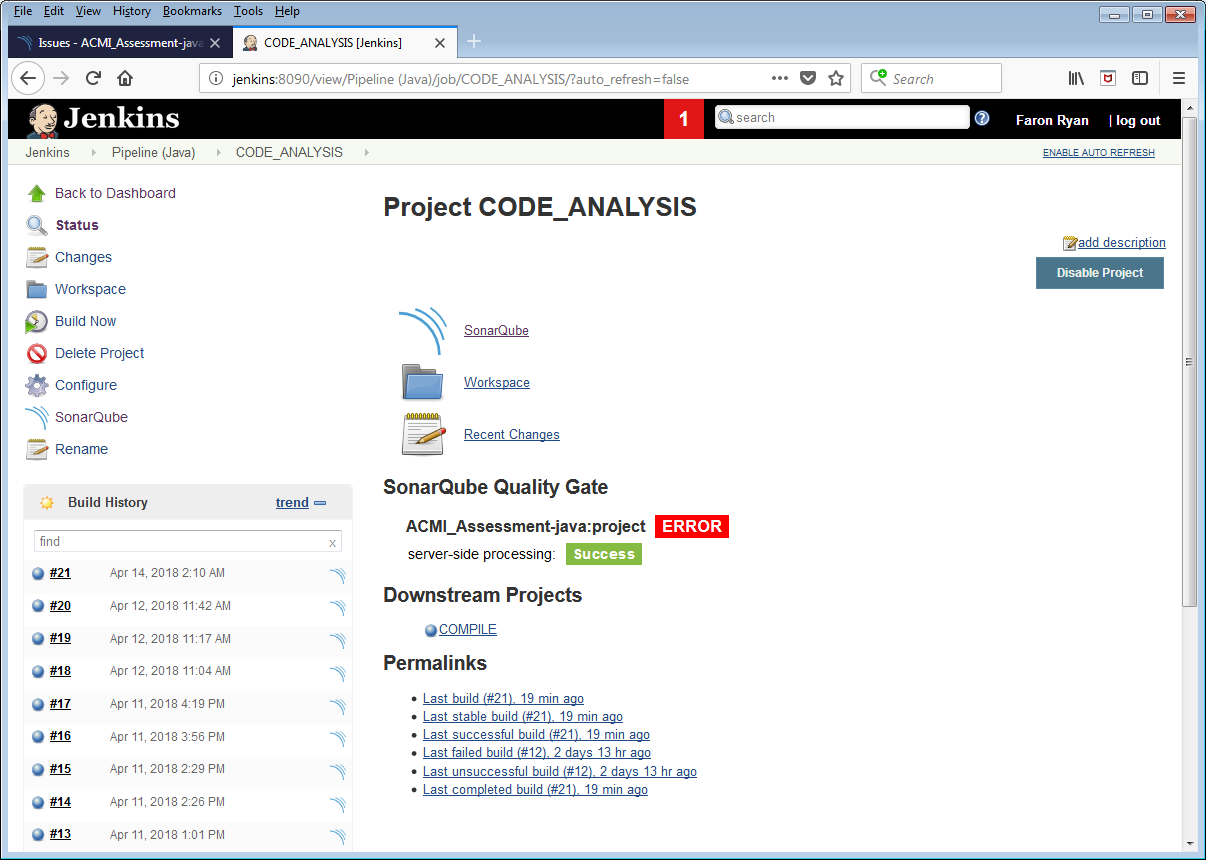 File Edit View History Bookmarks Tools Help
Issues - ACMI_Assessment-java
CODE_ANALYSIS [Jenkins]
jenkins:8090/view/Pipeline (Java)/job/CODE_ANALYSIS/?auto_refresh=false
Search
Jenkins
1
search
Faron Ryan
| log out
Jenkins
Pipeline (Java)
CODE_ANALYSIS
ENABLE AUTO REFRESH
Back to Dashboard
Status
Changes
Workspace
Build Now
Delete Project
Configure
SonarQube
Rename
Build History
trend
find
x
#21 Apr 14, 2018 2:10 AM
#20 Apr 12, 2018 11:42 AM
#19 Apr 12, 2018 11:17 AM
#18 Apr 12, 2018 11:04 AM
#17 Apr 11, 2018 4:19 PM
#16 Apr 11, 2018 3:56 PM
#15 Apr 11, 2018 2:29 PM
#14 Apr 11, 2018 2:26 PM
#13 Apr 11, 2018 1:01 PM
Project CODE_ANALYSIS
add description
Disable Project
SonarQube
Workspace
Recent Changes
SonarQube Quality Gate
ACMI_Assessment-java:project ERROR
server-side processing: Success
Downstream Projects
COMPILE
Permalinks
Last build (#21), 19 min ago
Last stable build (#21), 19 min ago
Last successful build (#21), 19 min ago
Last failed build (#12), 2 days 13 hr ago
Last unsuccessful build (#12), 2 days 13 hr ago
Last completed build (#21), 19 min ago